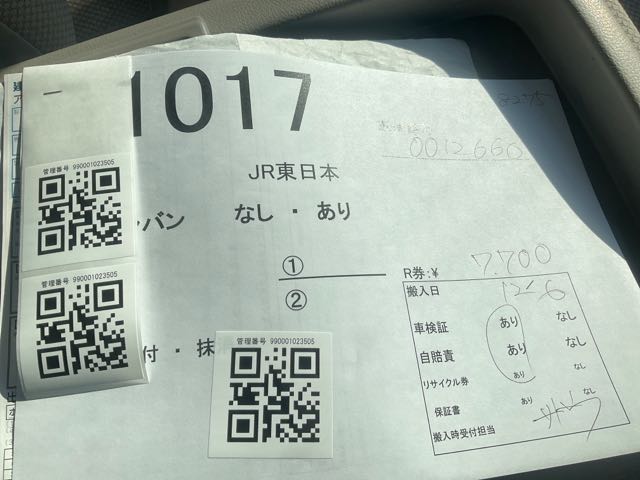 1017
JR東日本
バン なし ・ あり
①
②
付 ・ 抹
管理番号 990001023505
管理番号 990001023505
管理番号 990001023505
0012660
R券:¥ 7.700
搬入日 12/6
車検証 あり なし
自賠責 あり なし
リサイクル券 あり なし
保証書 あり なし
搬入時受付担当